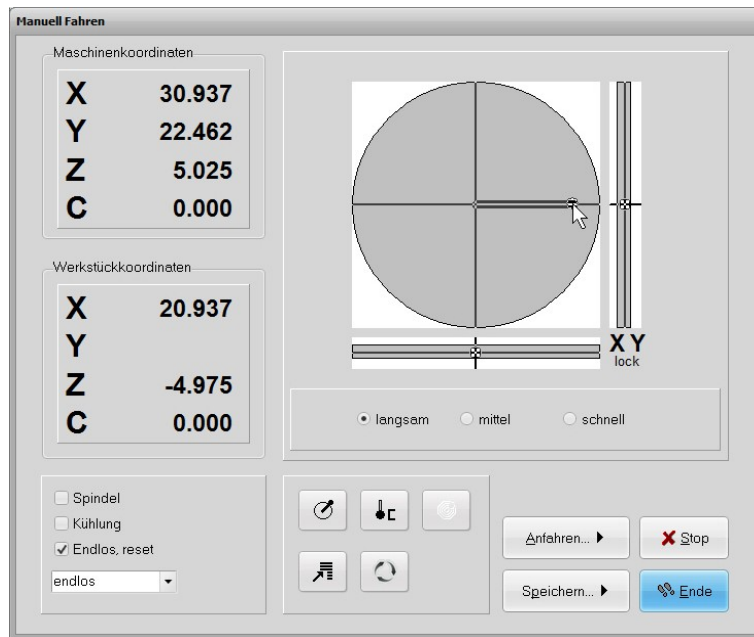 Manuell Fahren
Maschinenkoordinaten
X 30.937
Y 22.462
Z 5.025
C 0.000
Werkstückkoordinaten
X 20.937
Y
Z -4.975
C 0.000
X Y
lock
langsam mittel schnell
Spindel
Kühlung
Endlos, reset
endlos
C
Anfahren...
Stop
Speichern...
Ende